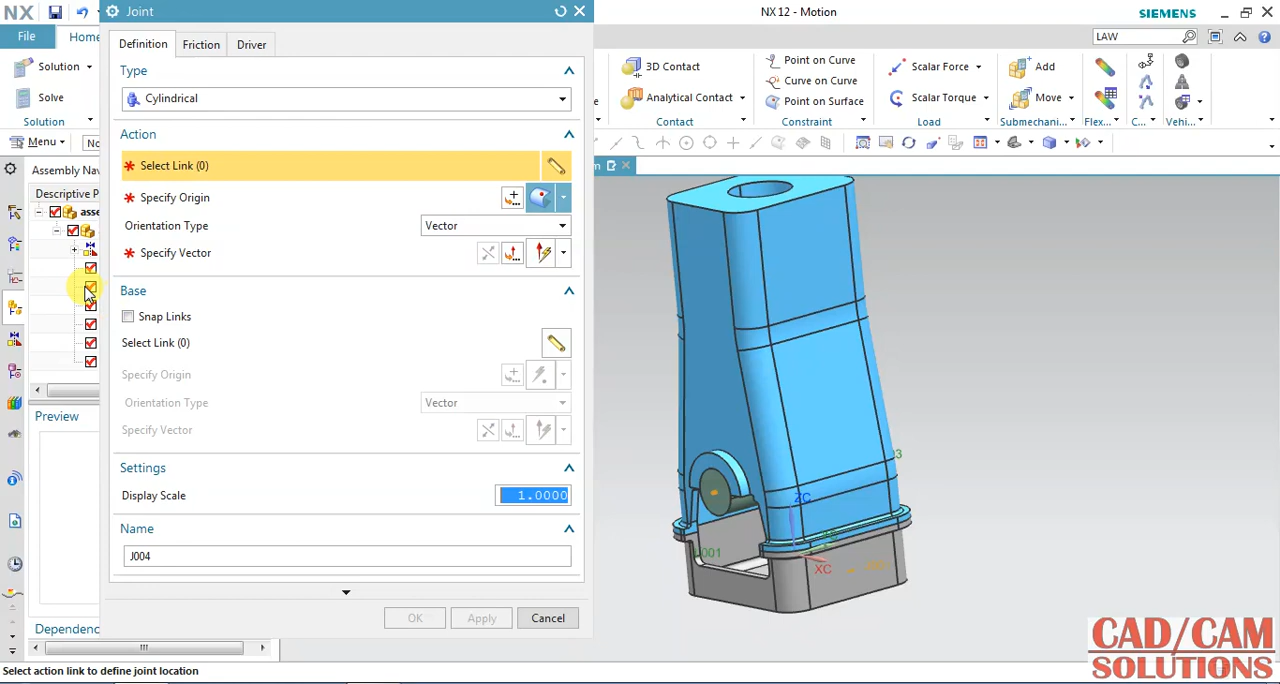 NX
Joint
NX 12 - Motion
SIEMENS
File
Home
LAW
Definition
Friction
Driver
Solution
Solve
Solution
Type
Cylindrical
3D Contact
Analytical Contact
Contact
Point on Curve
Curve on Curve
Point on Surface
Constraint
Scalar Force
Scalar Torque
Load
Add
Move
Submechani...
Flex...
C...
Vehi...
Menu
No
Action
* Select Link (0)
* Specify Origin
Orientation Type
Vector
* Specify Vector
Assembly Nav
Descriptive P
asse
Base
Snap Links
Select Link (0)
Specify Origin
Orientation Type
Vector
Specify Vector
Preview
Settings
Display Scale
1.0000
Name
J004
Dependenc
OK
Apply
Cancel
Select action link to define joint location
ZC
XC
CAD/CAM
SOLUTIONS